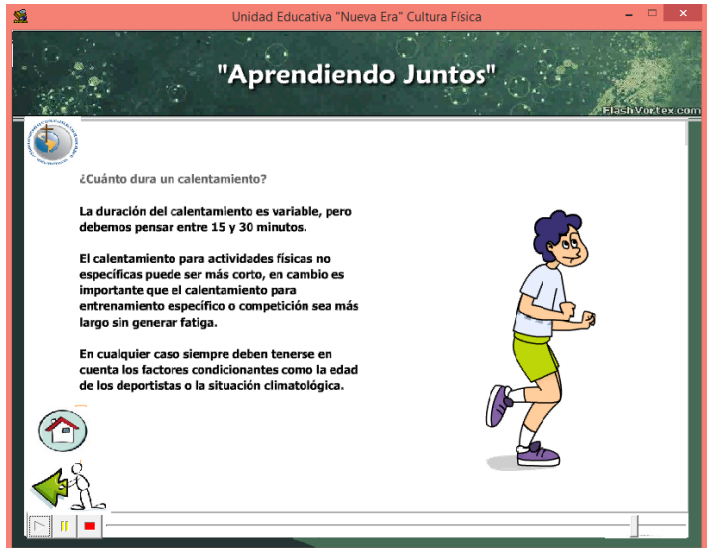 Unidad Educativa "Nueva Era" Cultura Física
"Aprendiendo Juntos"
FlashVortex.com
¿Cuánto dura un calentamiento?
La duración del calentamiento es variable, pero
debemos pensar entre 15 y 30 minutos.
El calentamiento para actividades físicas no
específicas puede ser más corto, en cambio es
importante que el calentamiento para
entrenamiento específico o competición sea más
largo sin generar fatiga.
En cualquier caso siempre deben tenerse en
cuenta los factores condicionantes como la edad
de los deportistas o la situación climatológica.